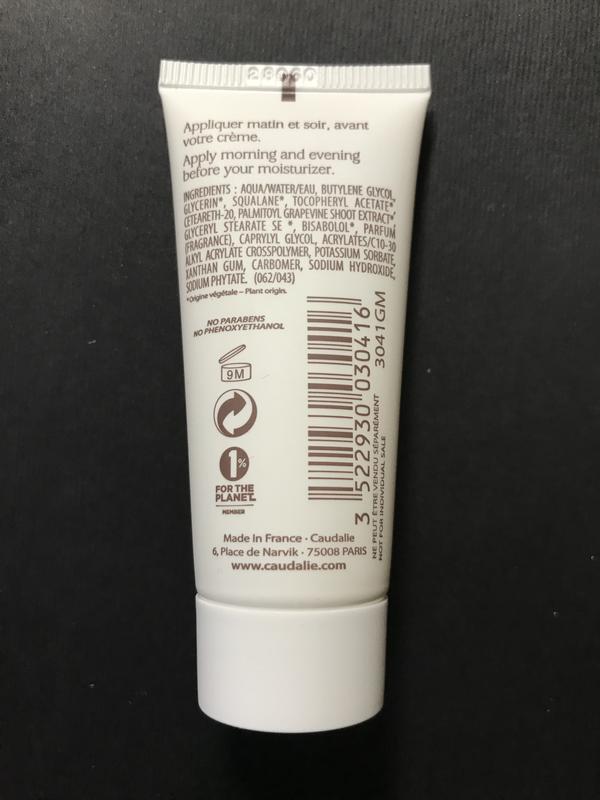 Appliquer matin et soir, avant
votre crème.
Apply morning and evening
before your moisturizer.
INGREDIENTS : AQUA/WATER/EAU, BUTYLENE GLYCOL,
GLYCERIN*, SQUALANE*, TOCOPHERYL ACETATE*
CETEARETH-20, PALMITOYL GRAPEVINE SHOOT EXTRACT*
GLYCERYL STEARATE SE *, BISABOLOL*, PARFUM
(FRAGRANCE), CAPRYLYL GLYCOL, ACRYLATES/C10-30
ALKYL ACRYLATE CROSSPOLYMER, POTASSIUM SORBATE,
XANTHAN GUM, CARBOMER, SODIUM HYDROXIDE,
SODIUM PHYTATE. (062/043)
*Origine végétale – Plant origin.
NO PARABENS
NO PHENOXYETHANOL
9M
1%
FOR THE
PLANET.
MEMBER
3 522930 030416
3041GM
NE PEUT ÊTRE VENDU SÉPARÉMENT
NOT FOR INDIVIDUAL SALE
Made In France · Caudalie
6, Place de Narvik · 75008 PARIS
www.caudalie.com